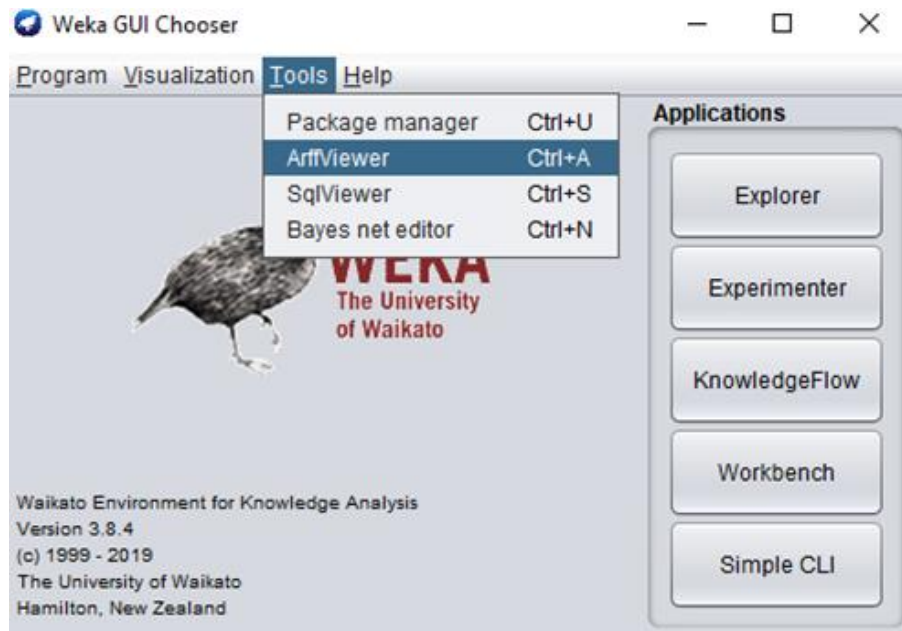 Weka GUI Chooser
Program Visualization Tools Help
Package manager Ctrl+U
ArffViewer Ctrl+A
SqlViewer Ctrl+S
Bayes net editor Ctrl+N
WEKA
The University
of Waikato
Waikato Environment for Knowledge Analysis
Version 3.8.4
(c) 1999 - 2019
The University of Waikato
Hamilton, New Zealand
Applications
Explorer
Experimenter
KnowledgeFlow
Workbench
Simple CLI